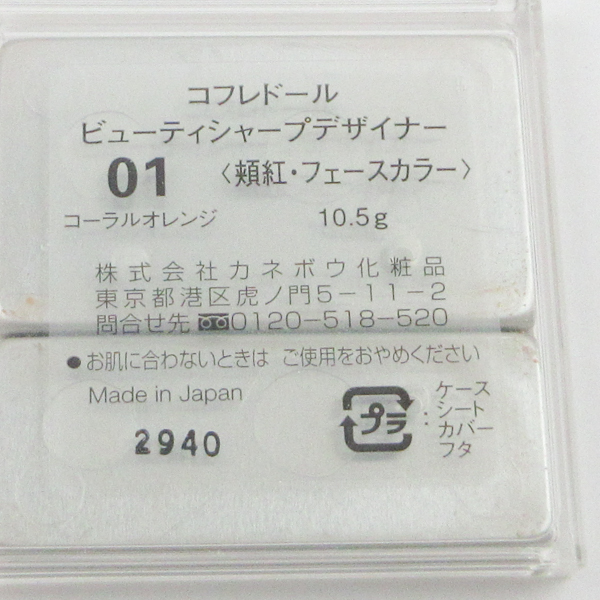 コフレドール
ビューティシャープデザイナー
01 〈頬紅・フェースカラー〉
コーラルオレンジ 10.5g
株式会社カネボウ化粧品
東京都港区虎ノ門5-11-2
問合せ先 0120-518-520
●お肌に合わないときは ご使用をおやめください
Made in Japan
2940
プラ : ケース
シート
カバー
フタ